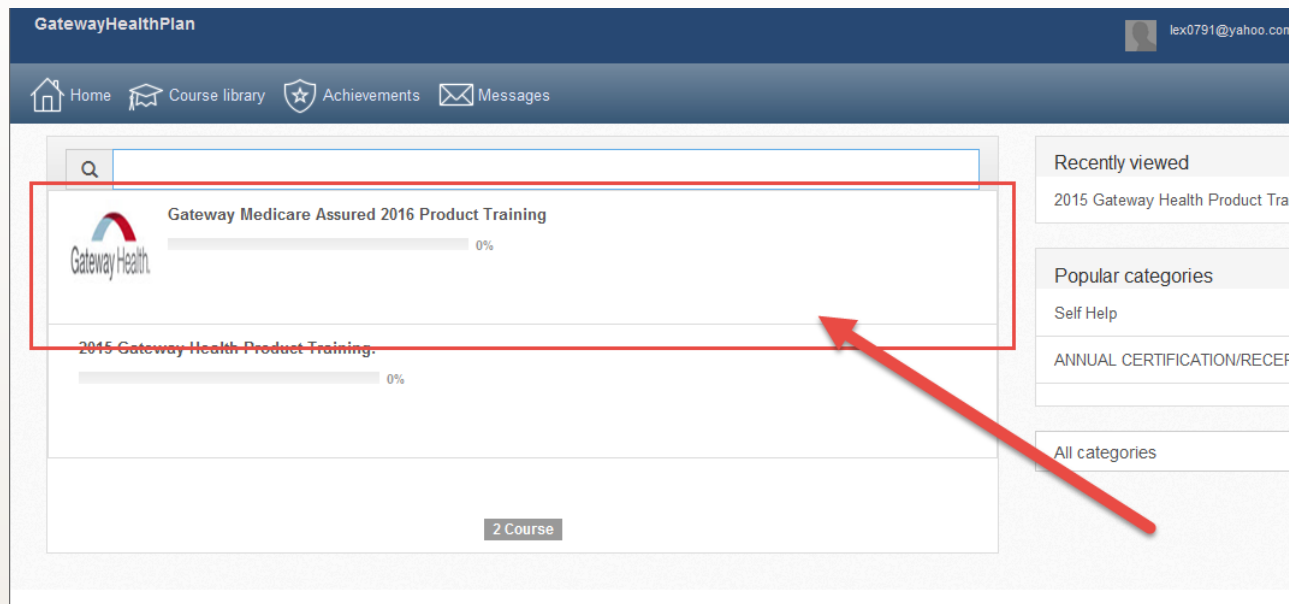 GatewayHealthPlan
lex0791@yahoo.com
Home Course library Achievements Messages
Gateway Medicare Assured 2016 Product Training
0%
Gateway Health.
2015 Gateway Health Product Training.
0%
2 Course
Recently viewed
2015 Gateway Health Product Tra
Popular categories
Self Help
ANNUAL CERTIFICATION/RECER
All categories